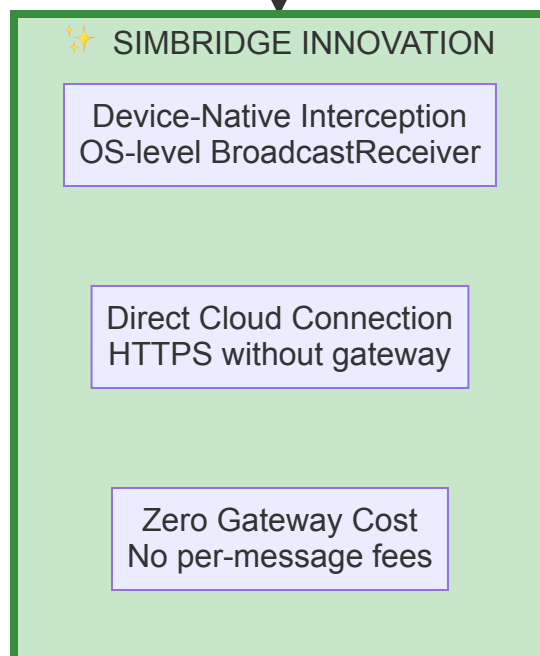 ✨ SIMBRIDGE INNOVATION
Device-Native Interception
OS-level BroadcastReceiver
Direct Cloud Connection
HTTPS without gateway
Zero Gateway Cost
No per-message fees